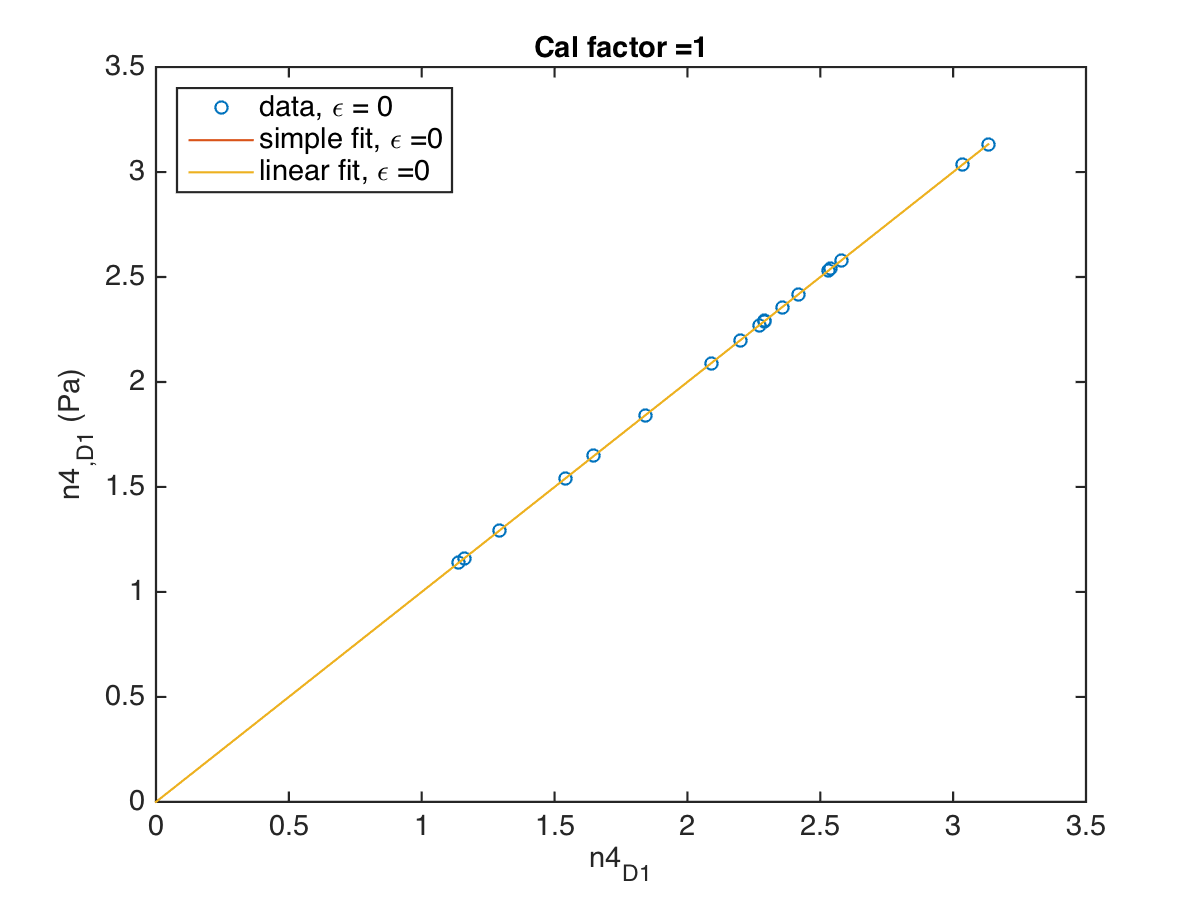 Cal factor =1
data, ϵ = 0
simple fit, ϵ =0
linear fit, ϵ =0
3.5
3
2.5
2
1.5
1
0.5
0
n4,D1 (Pa)
0 0.5 1 1.5 2 2.5 3 3.5
n4D1